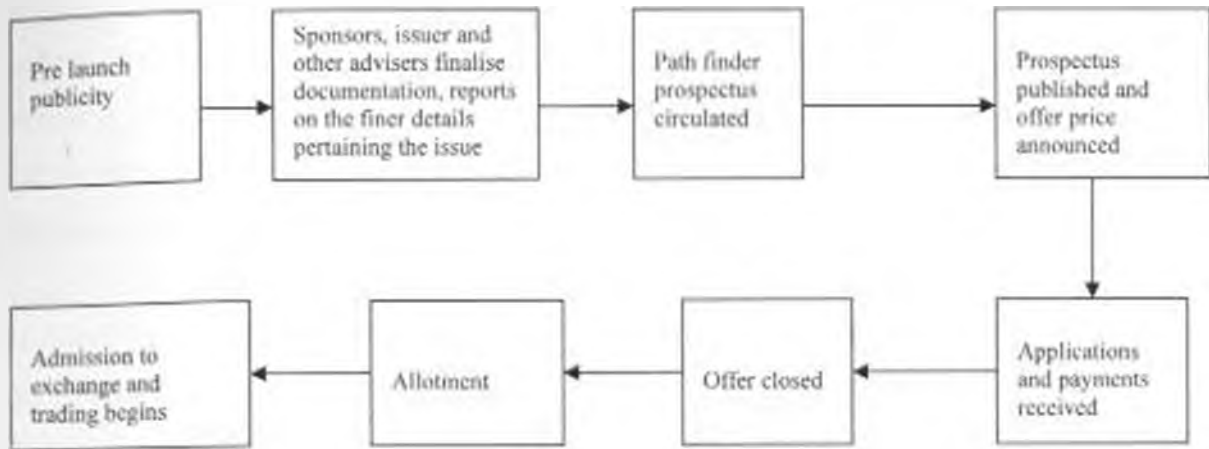 Pre launch
publicity
Sponsors, issuer and
other advisers finalise
documentation, reports
on the finer details
pertaining the issue
Path finder
prospectus
circulated
Prospectus
published and
offer price
announced
Applications
and payments
received
Offer closed
Allotment
Admission to
exchange and
trading begins